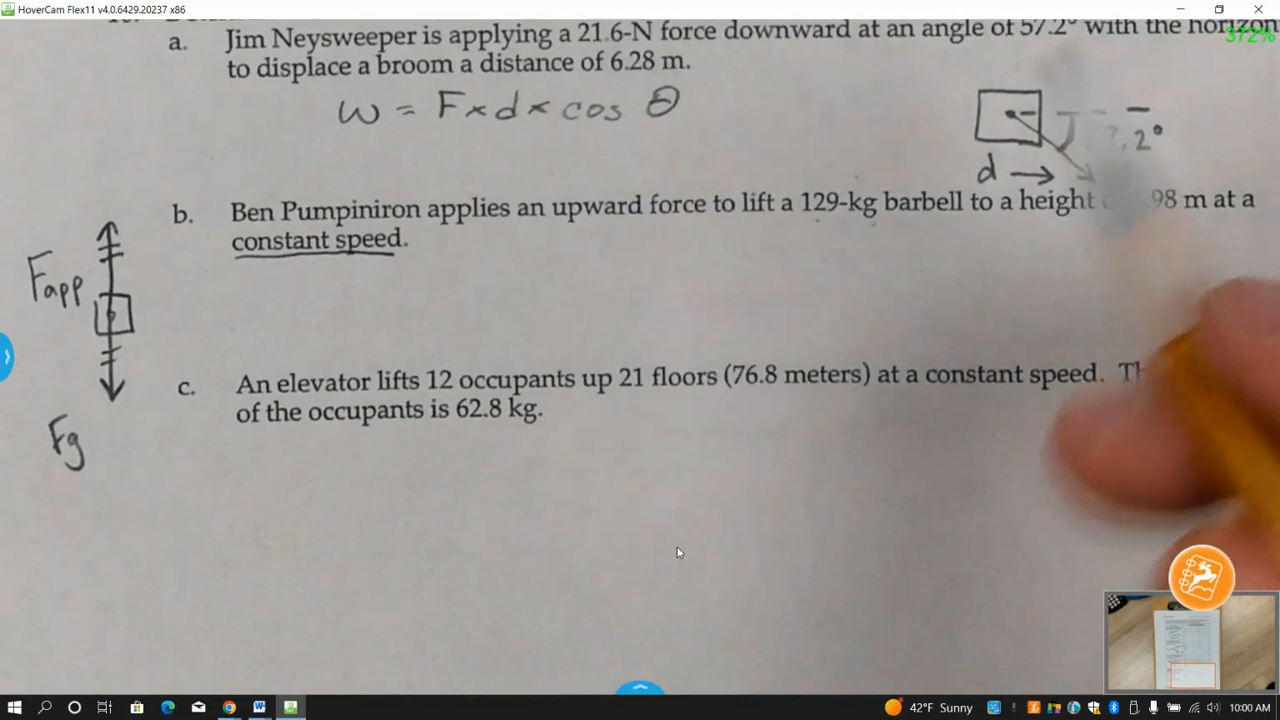 HoverCam Flex11 v4.0.6429.20237 x86
372%
a. Jim Neysweeper is applying a 21.6-N force downward at an angle of 57.2° with the horizon
to displace a broom a distance of 6.28 m.
W = F x d x cos θ
.2°
d →
b. Ben Pumpiniron applies an upward force to lift a 129-kg barbell to a height 98 m at a
constant speed.
Fapp
Fg
c. An elevator lifts 12 occupants up 21 floors (76.8 meters) at a constant speed.
of the occupants is 62.8 kg.
42°F Sunny
10:00 AM